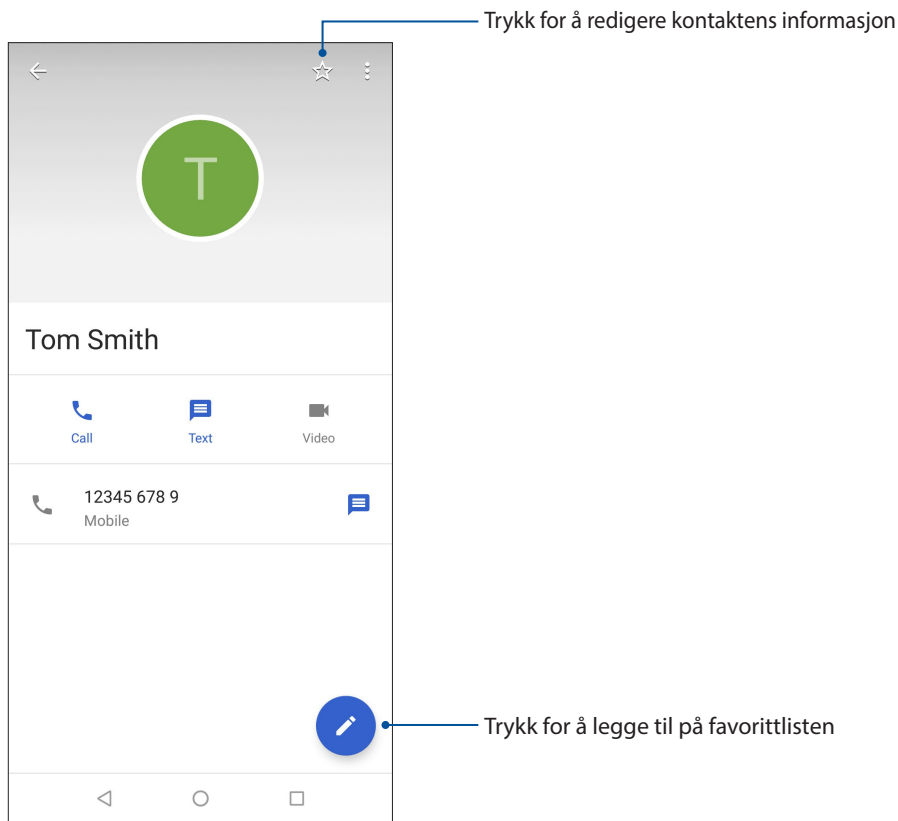 Trykk for å redigere kontaktens informasjon
T
Tom Smith
Call Text Video
12345 678 9
Mobile
Trykk for å legge til på favorittlisten